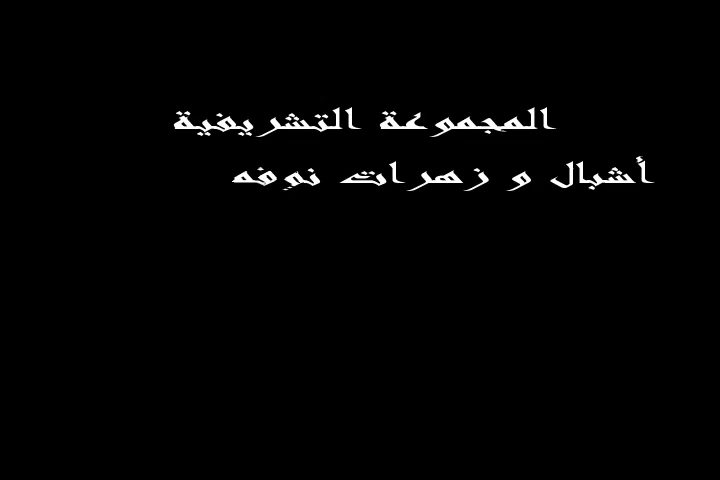 المجموعة التشريفية
أشبال و زهرات نوفه